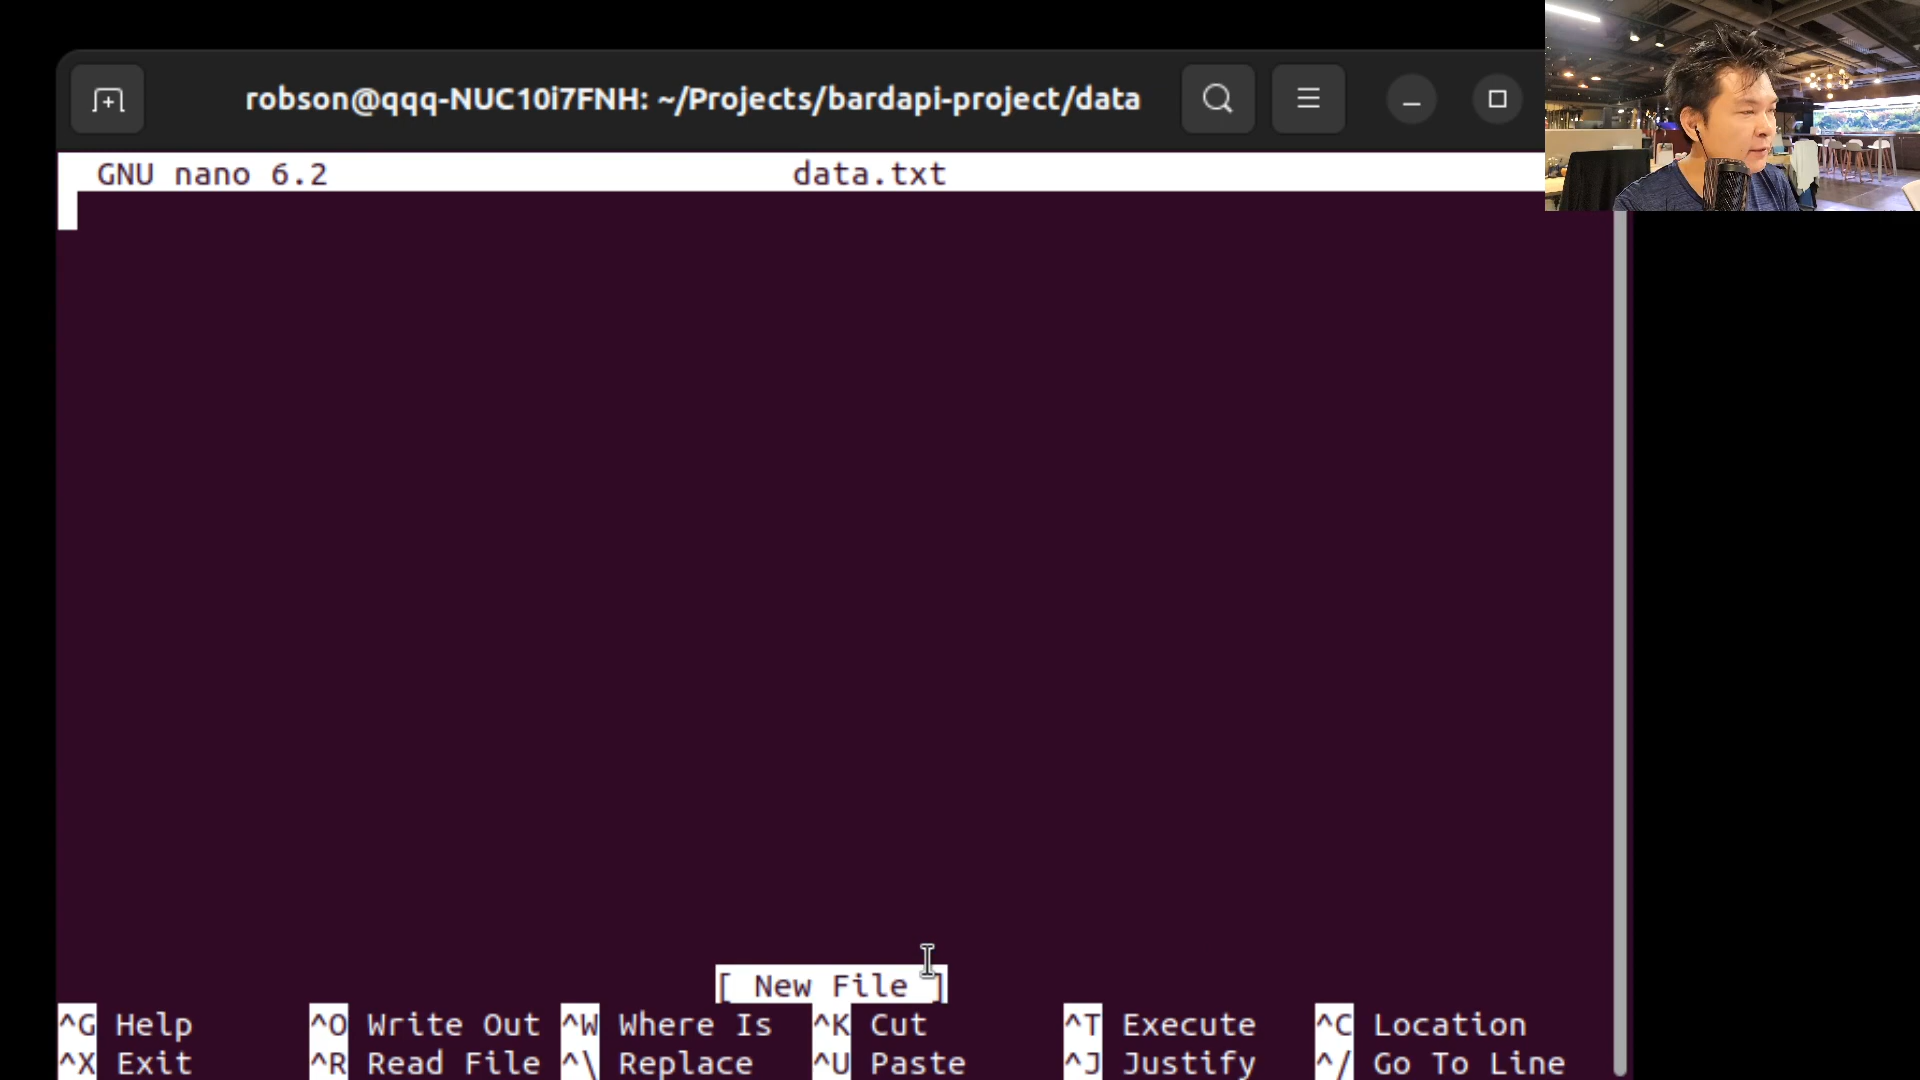 robson@qqq-NUC10i7FNH: ~/Projects/bardapi-project/data
GNU nano 6.2 data.txt
[ New File ]
^G Help ^O Write Out ^W Where Is ^K Cut ^T Execute ^C Location
^X Exit ^R Read File ^\ Replace ^U Paste ^J Justify ^/ Go To Line